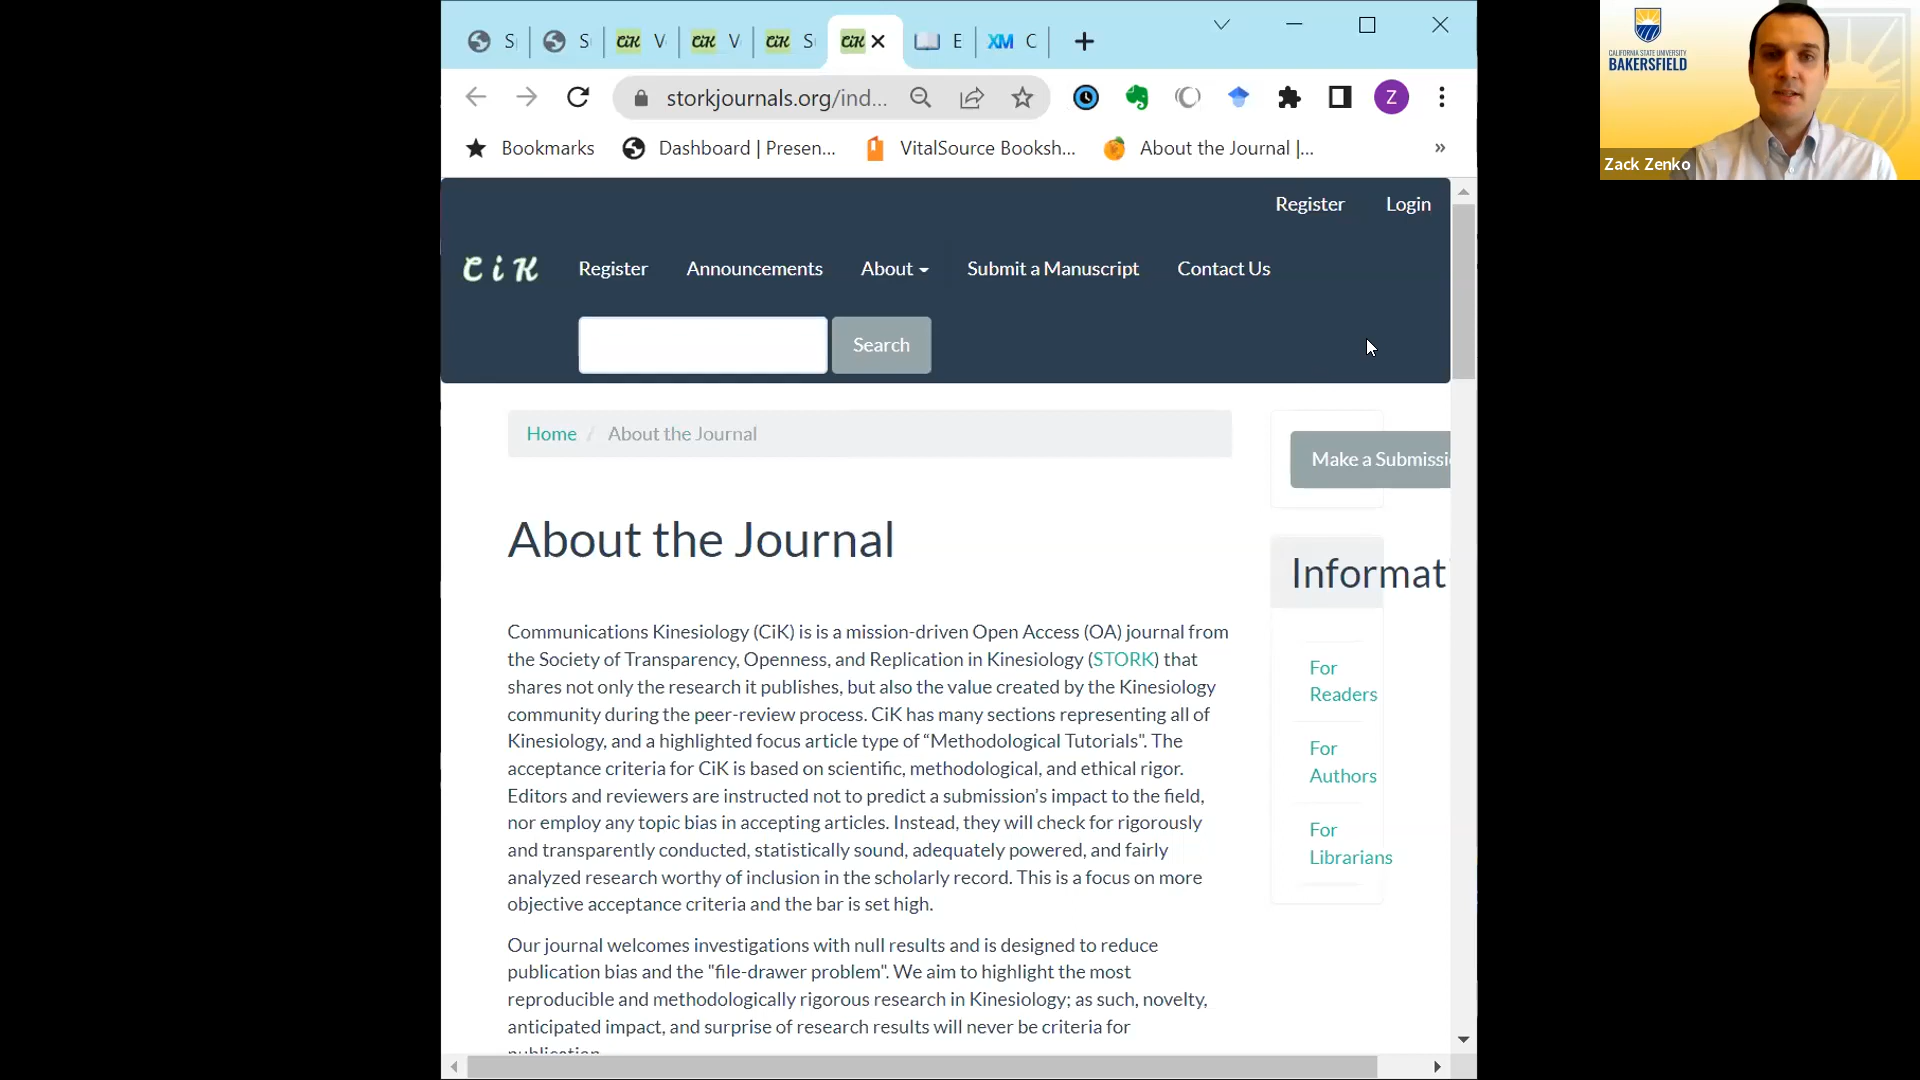 S
S
CiK V
CiK V
CiK S
CiK
E
XM C
storkjournals.org/ind...
Z
Bookmarks
Dashboard | Presen...
VitalSource Booksh...
About the Journal |...
»
Register
Login
CiK
Register
Announcements
About
Submit a Manuscript
Contact Us
Search
Home / About the Journal
Make a Submissi
About the Journal
Informati
Communications Kinesiology (CiK) is is a mission-driven Open Access (OA) journal from
the Society of Transparency, Openness, and Replication in Kinesiology (STORK) that
shares not only the research it publishes, but also the value created by the Kinesiology
community during the peer-review process. CiK has many sections representing all of
Kinesiology, and a highlighted focus article type of “Methodological Tutorials". The
acceptance criteria for CiK is based on scientific, methodological, and ethical rigor.
Editors and reviewers are instructed not to predict a submission’s impact to the field,
nor employ any topic bias in accepting articles. Instead, they will check for rigorously
and transparently conducted, statistically sound, adequately powered, and fairly
analyzed research worthy of inclusion in the scholarly record. This is a focus on more
objective acceptance criteria and the bar is set high.
Our journal welcomes investigations with null results and is designed to reduce
publication bias and the "file-drawer problem". We aim to highlight the most
reproducible and methodologically rigorous research in Kinesiology; as such, novelty,
anticipated impact, and surprise of research results will never be criteria for
publication.
For
Readers
For
Authors
For
Librarians
CALIFORNIA STATE UNIVERSITY
BAKERSFIELD
Zack Zenko